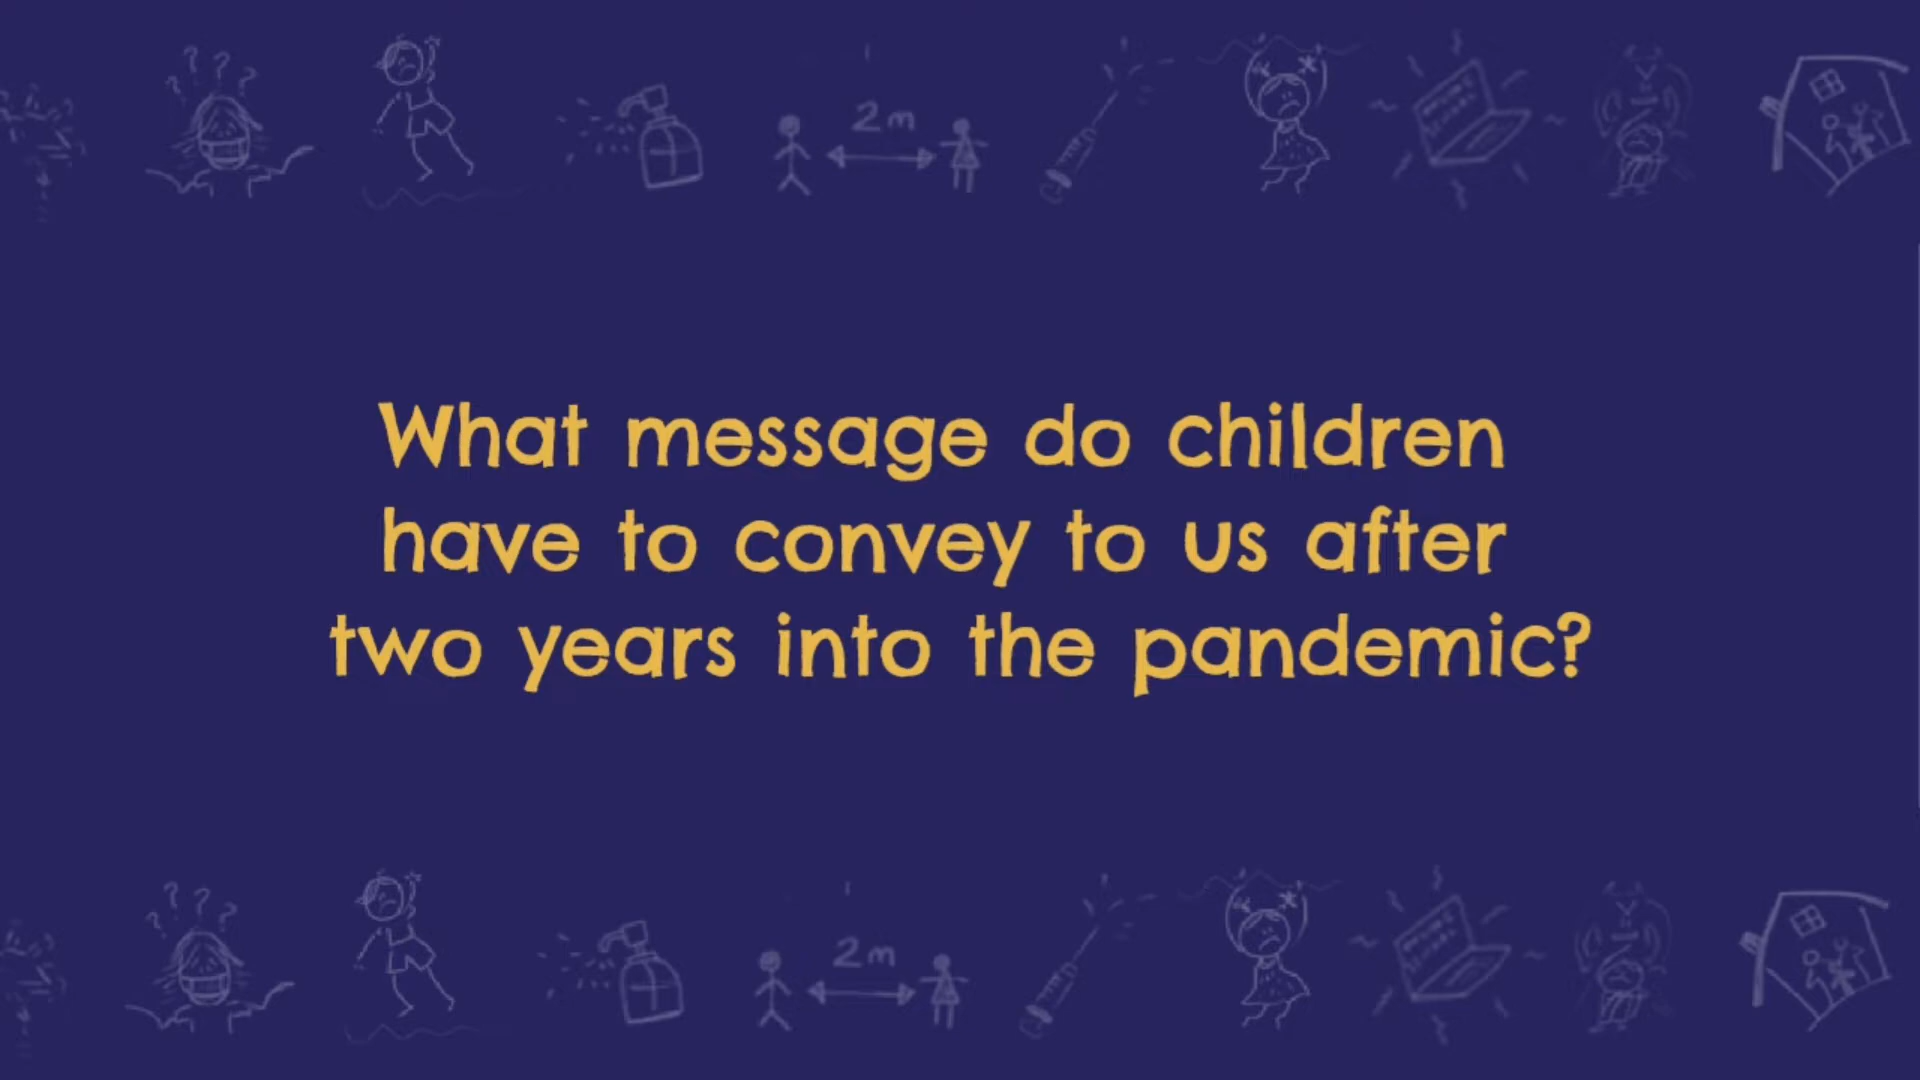 2m
What message do children
have to convey to us after
two years into the pandemic?
2m